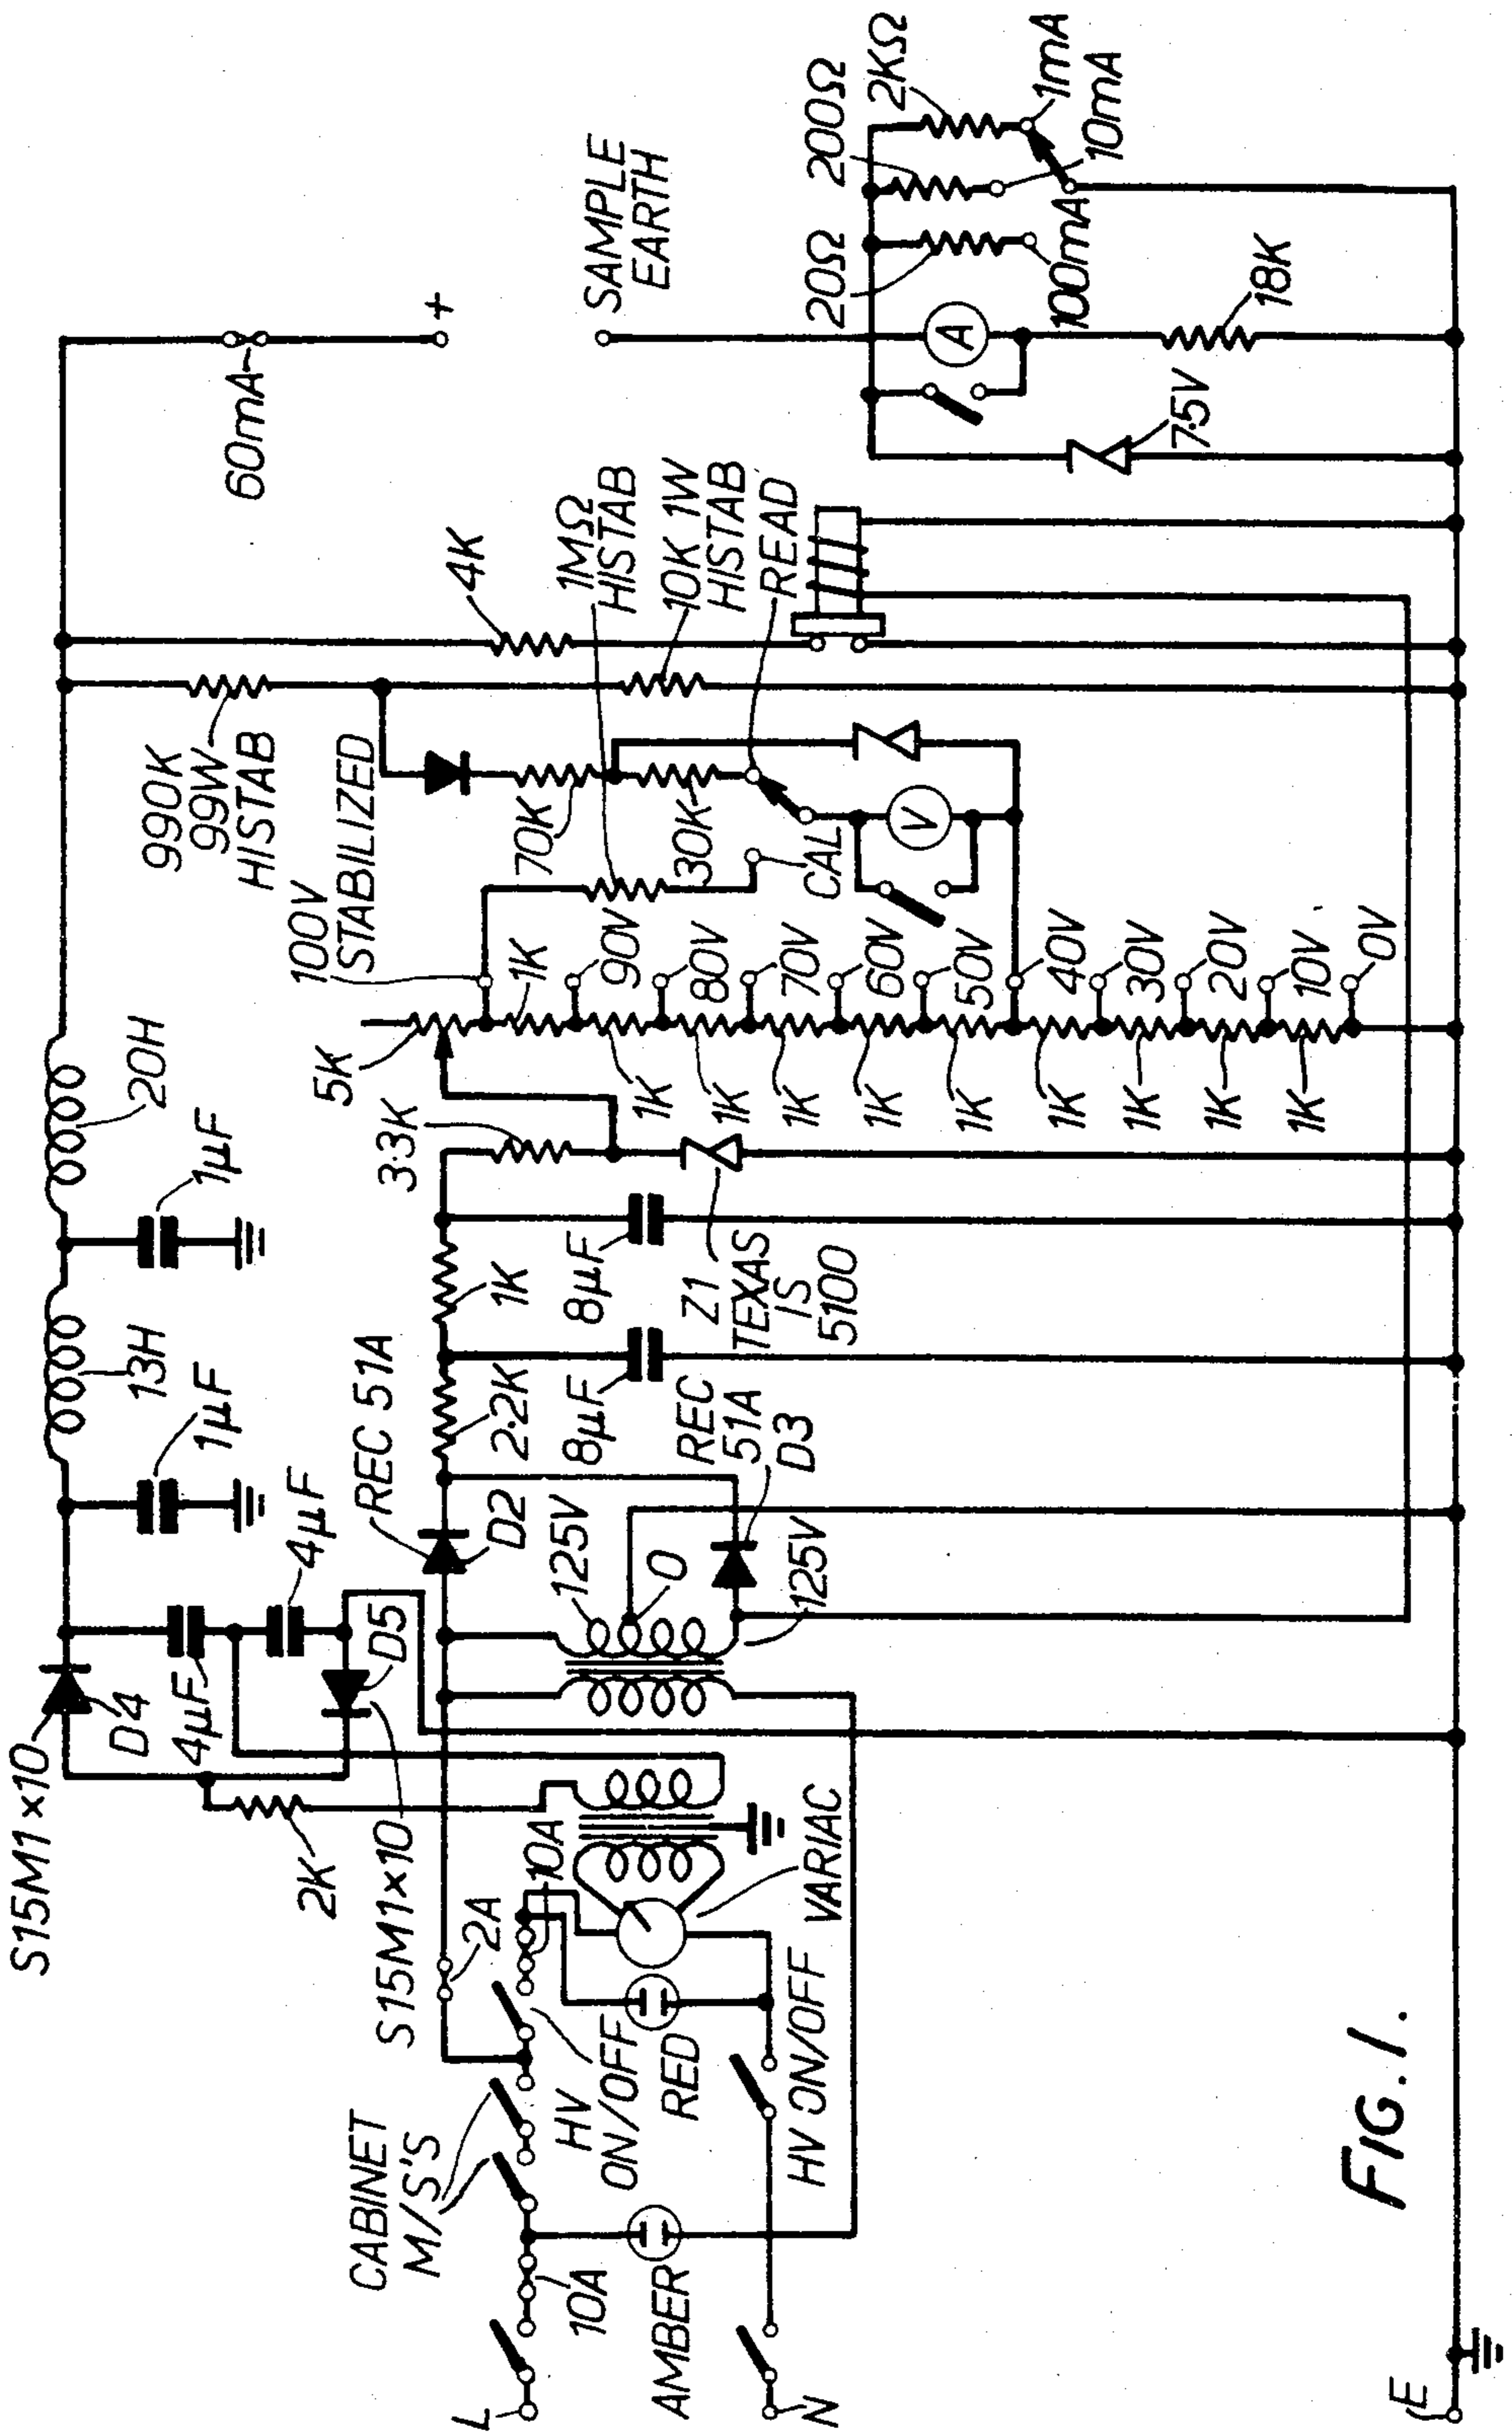 S15M1×10
D4
4µF
4µF
1µF
13H
1µF
20H
60mA
+
2K
S15M1×10
D5
REC 51A
D2
2·2K
1K
3·3K
5K
100V
STABILIZED
990K
99W
HISTAB
4K
1MΩ
HISTAB
10K 1W
HISTAB
READ
SAMPLE
EARTH
CABINET
M/S'S
2A
10A
HV
ON/OFF
125V
O
8µF
8µF
REC
51A
D3
125V
Z1
TEXAS
1S
5100
1K
90V
80V
70V
60V
50V
40V
30V
20V
10V
0V
1K
1K
1K
1K
1K
1K
1K
1K
1K
70K
30K
CAL
V
A
20Ω
200Ω
2KΩ
1mA
10mA
100mA
18K
7·5V
L
10A
AMBER
RED
VARIAC
HV ON/OFF
N
E
FIG. 1.